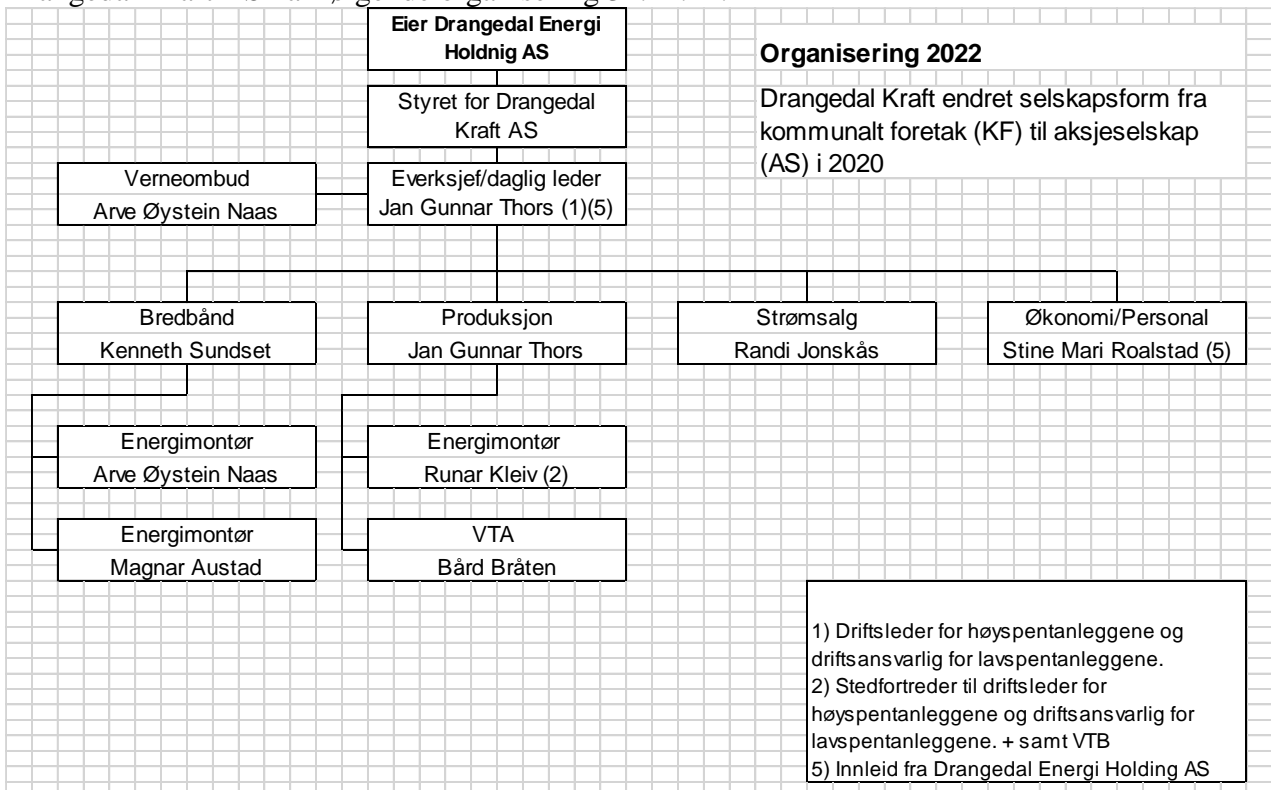 Eier Drangedal Energi
Holdnig AS
Organisering 2022
Styret for Drangedal
Kraft AS
Drangedal Kraft endret selskapsform fra
kommunalt foretak (KF) til aksjeselskap
(AS) i 2020
Verneombud
Arve Øystein Naas
Everksjef/daglig leder
Jan Gunnar Thors (1)(5)
Bredbånd
Kenneth Sundset
Produksjon
Jan Gunnar Thors
Strømsalg
Randi Jonskås
Økonomi/Personal
Stine Mari Roalstad (5)
Energimontør
Arve Øystein Naas
Energimontør
Runar Kleiv (2)
Energimontør
Magnar Austad
VTA
Bård Bråten
1) Driftsleder for høyspentanleggene og
driftsansvarlig for lavspentanleggene.
2) Stedfortreder til driftsleder for
høyspentanleggene og driftsansvarlig for
lavspentanleggene. + samt VTB
5) Innleid fra Drangedal Energi Holding AS